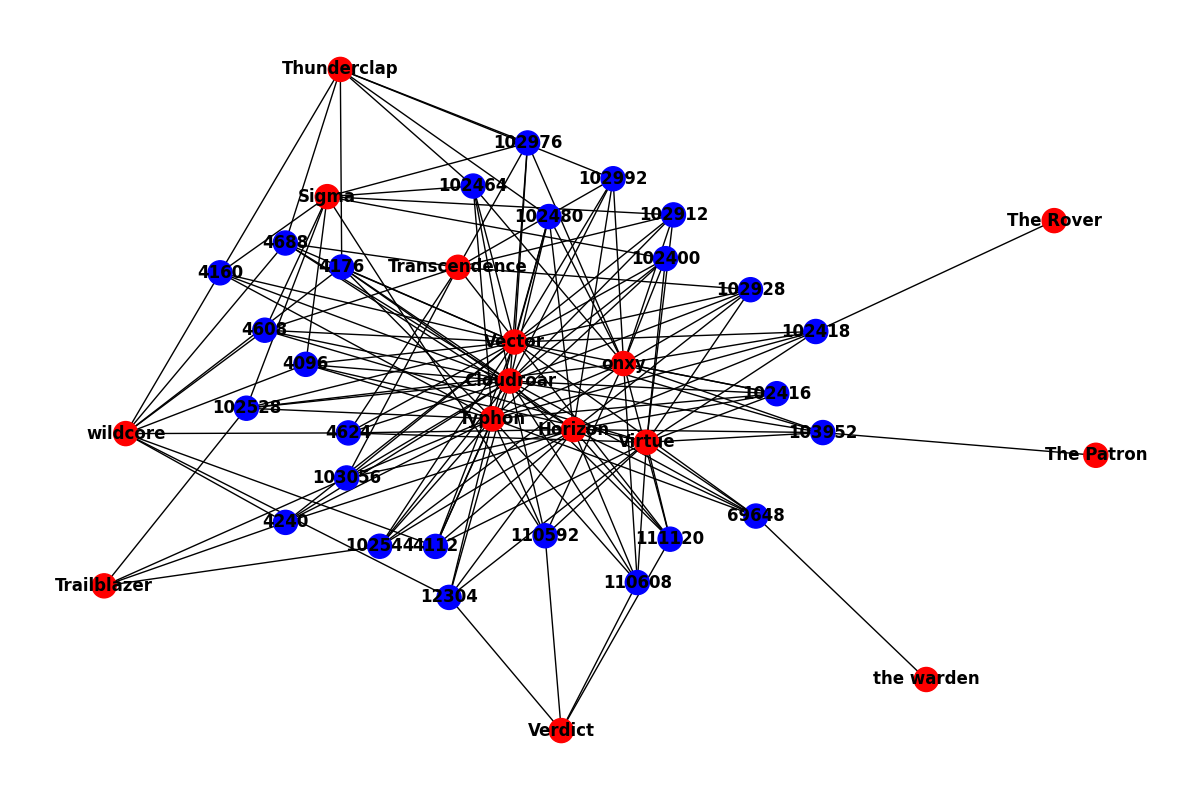 Thunderclap
102976
102992
102464
Sigma
102480
102912
The Rover
4688
102400
4176
Transcendence
4160
102928
4608
102418
Vector
4096
onxy
Cloudroar
102416
102528
Typhon
wildcore
4624
Horizon
Virtue
103952
The Patron
103056
69648
4240
110592
111120
102544
4112
110608
Trailblazer
12304
the warden
Verdict